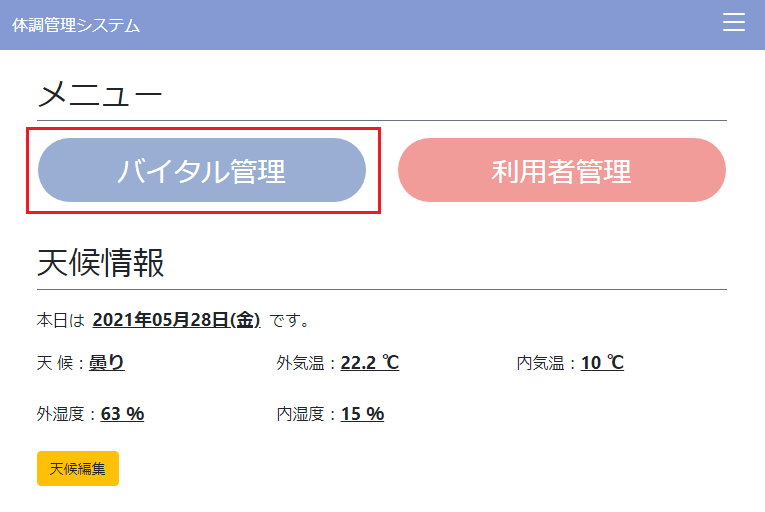 体調管理システム
メニュー
バイタル管理 利用者管理
天候情報
本日は 2021年05月28日(金) です。
天 候：曇り 外気温：22.2 ℃ 内気温：10 ℃
外湿度：63 % 内湿度：15 %
天候編集